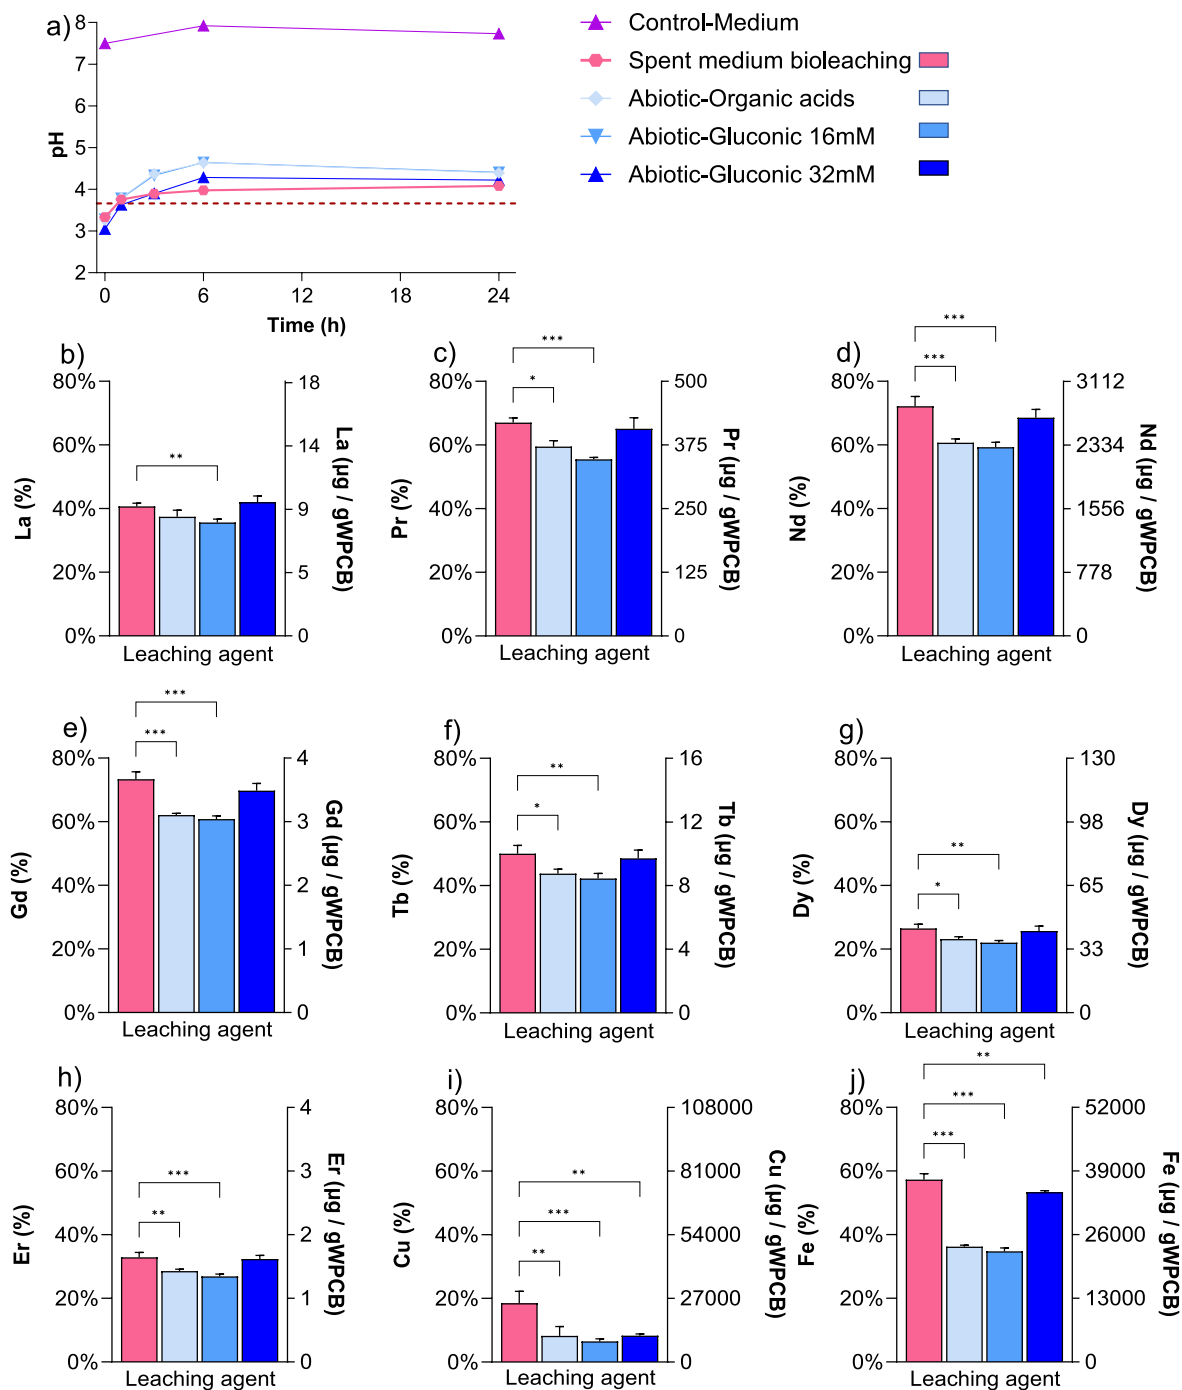 a)
8
7
6
5
4
3
2
pH
0
6
12
18
24
Time (h)
Control-Medium
Spent medium bioleaching
Abiotic-Organic acids
Abiotic-Gluconic 16mM
Abiotic-Gluconic 32mM
b)
80%
60%
40%
20%
0%
La (%)
**
18
14
9
5
0
La (µg / gWPCB)
Leaching agent
c)
80%
60%
40%
20%
0%
Pr (%)
***
*
500
375
250
125
0
Pr (µg / gWPCB)
Leaching agent
d)
80%
60%
40%
20%
0%
Nd (%)
***
***
3112
2334
1556
778
0
Nd (µg / gWPCB)
Leaching agent
e)
80%
60%
40%
20%
0%
Gd (%)
***
***
4
3
2
1
0
Gd (µg / gWPCB)
Leaching agent
f)
80%
60%
40%
20%
0%
Tb (%)
**
*
16
12
8
4
0
Tb (µg / gWPCB)
Leaching agent
g)
80%
60%
40%
20%
0%
Dy (%)
**
*
130
98
65
33
0
Dy (µg / gWPCB)
Leaching agent
h)
80%
60%
40%
20%
0%
Er (%)
***
**
4
3
2
1
0
Er (µg / gWPCB)
Leaching agent
i)
80%
60%
40%
20%
0%
Cu (%)
**
***
**
108000
81000
54000
27000
0
Cu (µg / gWPCB)
Leaching agent
j)
80%
60%
40%
20%
0%
Fe (%)
**
***
***
52000
39000
26000
13000
0
Fe (µg / gWPCB)
Leaching agent